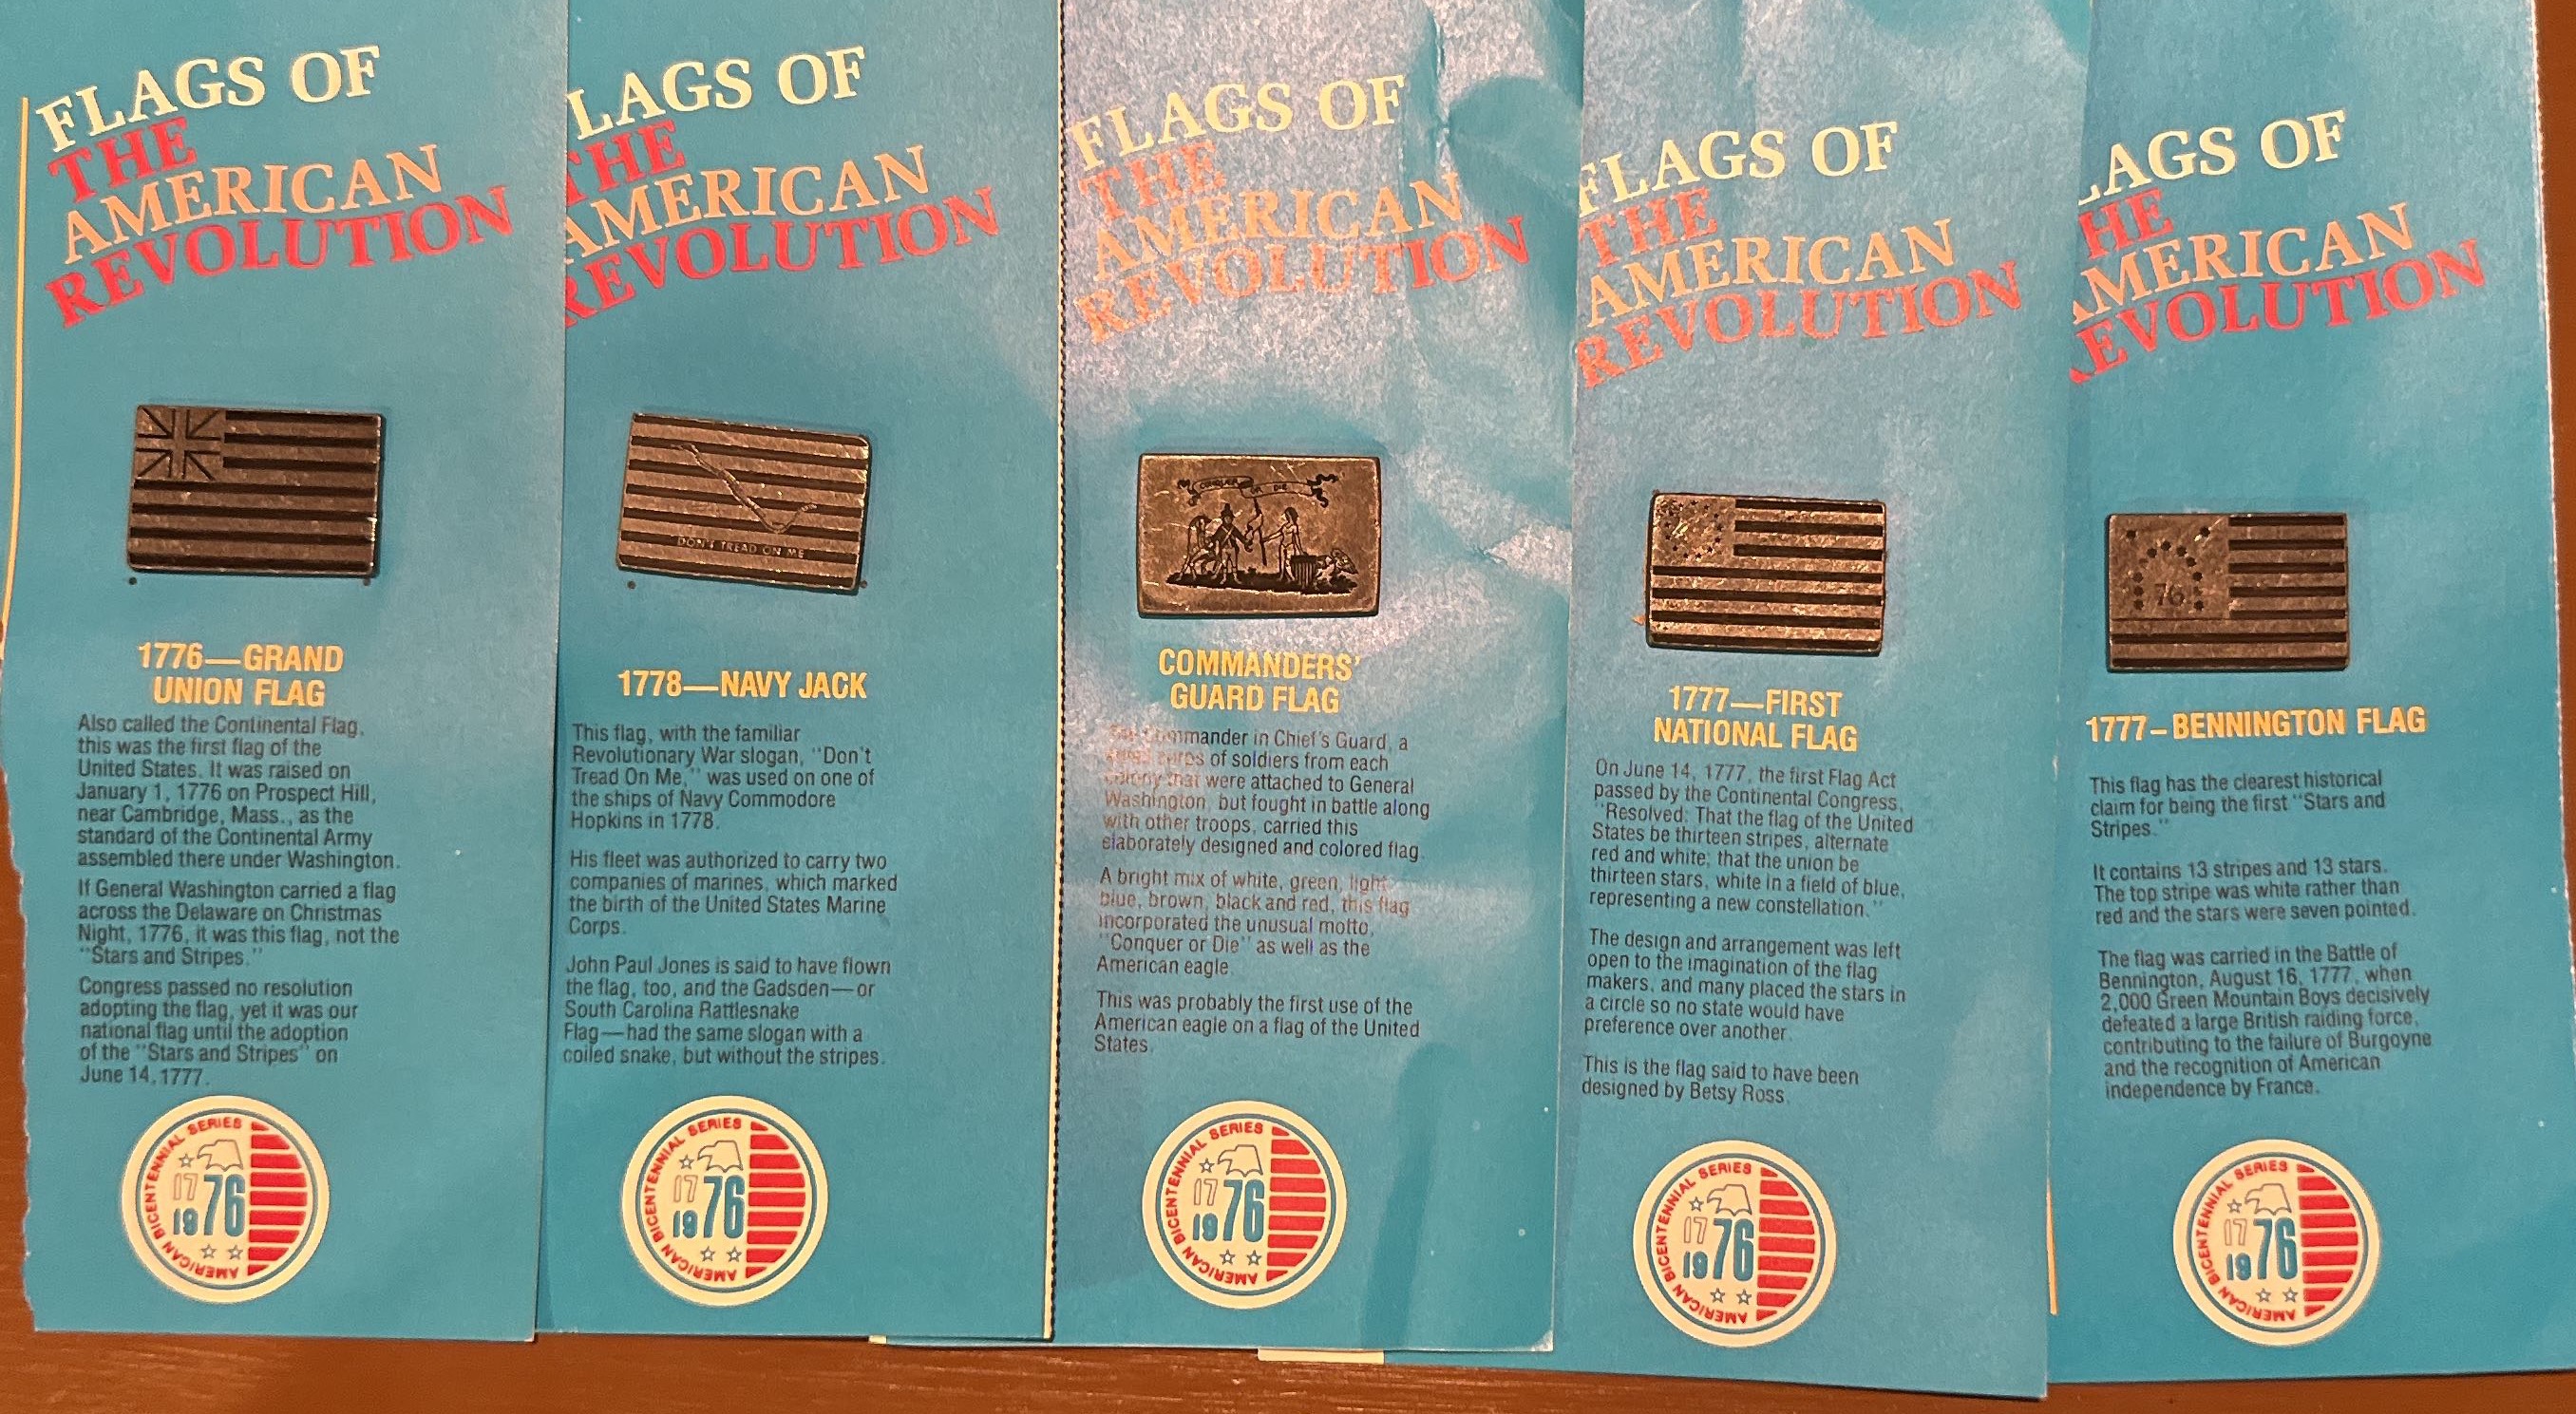 FLAGS OF
THE
AMERICAN
REVOLUTION
1776—GRAND
UNION FLAG
Also called the Continental Flag,
this was the first flag of the
United States. It was raised on
January 1, 1776 on Prospect Hill,
near Cambridge, Mass., as the
standard of the Continental Army
assembled there under Washington.
If General Washington carried a flag
across the Delaware on Christmas
Night, 1776, it was this flag, not the
"Stars and Stripes."
Congress passed no resolution
adopting the flag, yet it was our
national flag until the adoption
of the "Stars and Stripes" on
June 14, 1777.
AMERICAN BICENTENNIAL SERIES
17
1976
LAGS OF
THE
AMERICAN
REVOLUTION
DON'T TREAD ON ME
1778—NAVY JACK
This flag, with the familiar
Revolutionary War slogan, "Don't
Tread On Me," was used on one of
the ships of Navy Commodore
Hopkins in 1778.
His fleet was authorized to carry two
companies of marines, which marked
the birth of the United States Marine
Corps.
John Paul Jones is said to have flown
the flag, too, and the Gadsden—or
South Carolina Rattlesnake
Flag—had the same slogan with a
coiled snake, but without the stripes.
AMERICAN BICENTENNIAL SERIES
17
1976
FLAGS OF
THE
AMERICAN
REVOLUTION
CONQUER OR DIE
COMMANDERS'
GUARD FLAG
Commander in Chief's Guard, a
of soldiers from each
colony that were attached to General
Washington, but fought in battle along
with other troops, carried this
elaborately designed and colored flag.
A bright mix of white, green, light
blue, brown, black and red, this flag
incorporated the unusual motto,
"Conquer or Die" as well as the
American eagle.
This was probably the first use of the
American eagle on a flag of the United
States.
AMERICAN BICENTENNIAL SERIES
17
1976
FLAGS OF
THE
AMERICAN
REVOLUTION
1777—FIRST
NATIONAL FLAG
On June 14, 1777, the first Flag Act
passed by the Continental Congress,
"Resolved: That the flag of the United
States be thirteen stripes, alternate
red and white; that the union be
thirteen stars, white in a field of blue,
representing a new constellation."
The design and arrangement was left
open to the imagination of the flag
makers, and many placed the stars in
a circle so no state would have
preference over another.
This is the flag said to have been
designed by Betsy Ross.
AMERICAN BICENTENNIAL SERIES
17
1976
LAGS OF
HE
AMERICAN
REVOLUTION
76
1777–BENNINGTON FLAG
This flag has the clearest historical
claim for being the first "Stars and
Stripes."
It contains 13 stripes and 13 stars.
The top stripe was white rather than
red and the stars were seven pointed.
The flag was carried in the Battle of
Bennington, August 16, 1777, when
2,000 Green Mountain Boys decisively
defeated a large British raiding force,
contributing to the failure of Burgoyne
and the recognition of American
independence by France.
AMERICAN BICENTENNIAL SERIES
17
1976